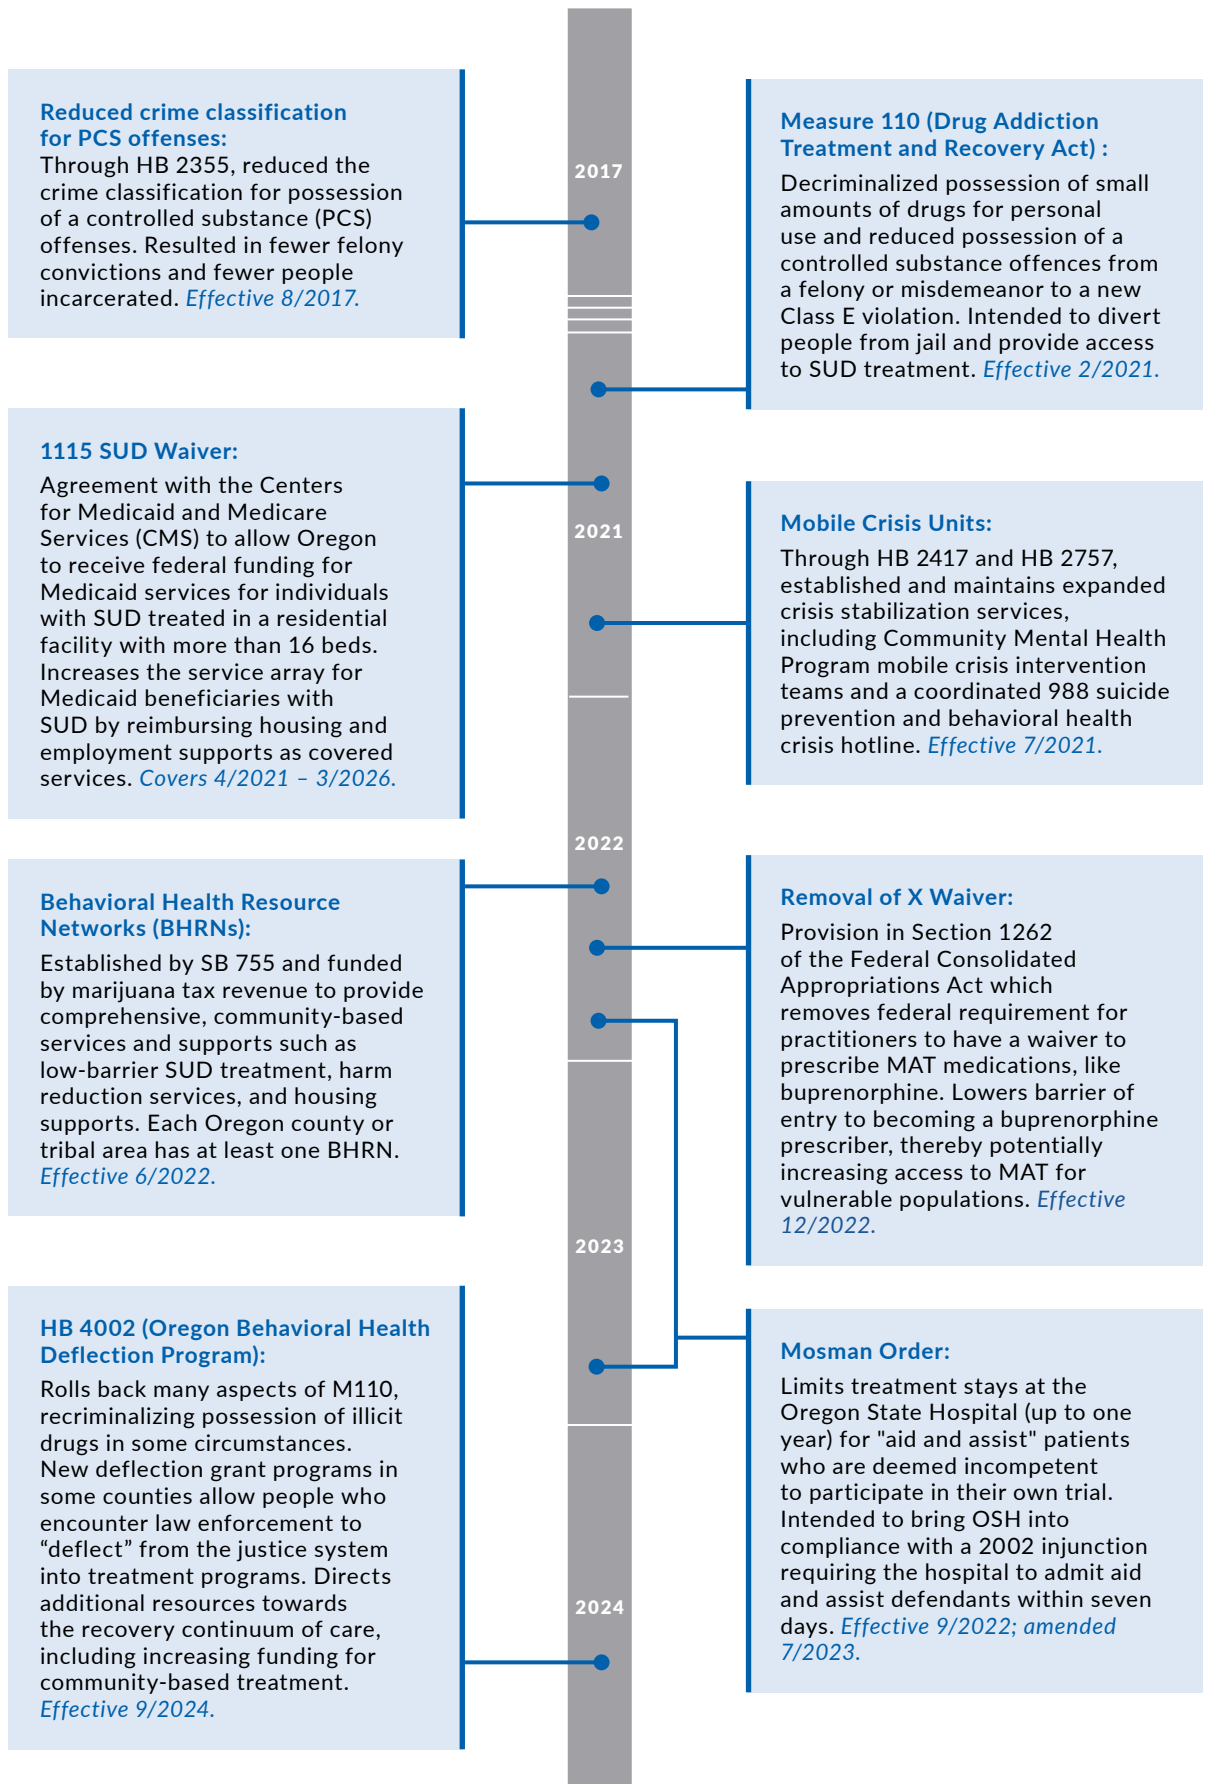 Reduced crime classification
for PCS offenses:
Through HB 2355, reduced the
crime classification for possession
of a controlled substance (PCS)
offenses. Resulted in fewer felony
convictions and fewer people
incarcerated. Effective 8/2017.
2017
Measure 110 (Drug Addiction
Treatment and Recovery Act) :
Decriminalized possession of small
amounts of drugs for personal
use and reduced possession of a
controlled substance offences from
a felony or misdemeanor to a new
Class E violation. Intended to divert
people from jail and provide access
to SUD treatment. Effective 2/2021.
1115 SUD Waiver:
Agreement with the Centers
for Medicaid and Medicare
Services (CMS) to allow Oregon
to receive federal funding for
Medicaid services for individuals
with SUD treated in a residential
facility with more than 16 beds.
Increases the service array for
Medicaid beneficiaries with
SUD by reimbursing housing and
employment supports as covered
services. Covers 4/2021 – 3/2026.
2021
Mobile Crisis Units:
Through HB 2417 and HB 2757,
established and maintains expanded
crisis stabilization services,
including Community Mental Health
Program mobile crisis intervention
teams and a coordinated 988 suicide
prevention and behavioral health
crisis hotline. Effective 7/2021.
2022
Behavioral Health Resource
Networks (BHRNs):
Established by SB 755 and funded
by marijuana tax revenue to provide
comprehensive, community-based
services and supports such as
low-barrier SUD treatment, harm
reduction services, and housing
supports. Each Oregon county or
tribal area has at least one BHRN.
Effective 6/2022.
Removal of X Waiver:
Provision in Section 1262
of the Federal Consolidated
Appropriations Act which
removes federal requirement for
practitioners to have a waiver to
prescribe MAT medications, like
buprenorphine. Lowers barrier of
entry to becoming a buprenorphine
prescriber, thereby potentially
increasing access to MAT for
vulnerable populations. Effective
12/2022.
2023
HB 4002 (Oregon Behavioral Health
Deflection Program):
Rolls back many aspects of M110,
recriminalizing possession of illicit
drugs in some circumstances.
New deflection grant programs in
some counties allow people who
encounter law enforcement to
“deflect” from the justice system
into treatment programs. Directs
additional resources towards
the recovery continuum of care,
including increasing funding for
community-based treatment.
Effective 9/2024.
Mosman Order:
Limits treatment stays at the
Oregon State Hospital (up to one
year) for "aid and assist" patients
who are deemed incompetent
to participate in their own trial.
Intended to bring OSH into
compliance with a 2002 injunction
requiring the hospital to admit aid
and assist defendants within seven
days. Effective 9/2022; amended
7/2023.
2024